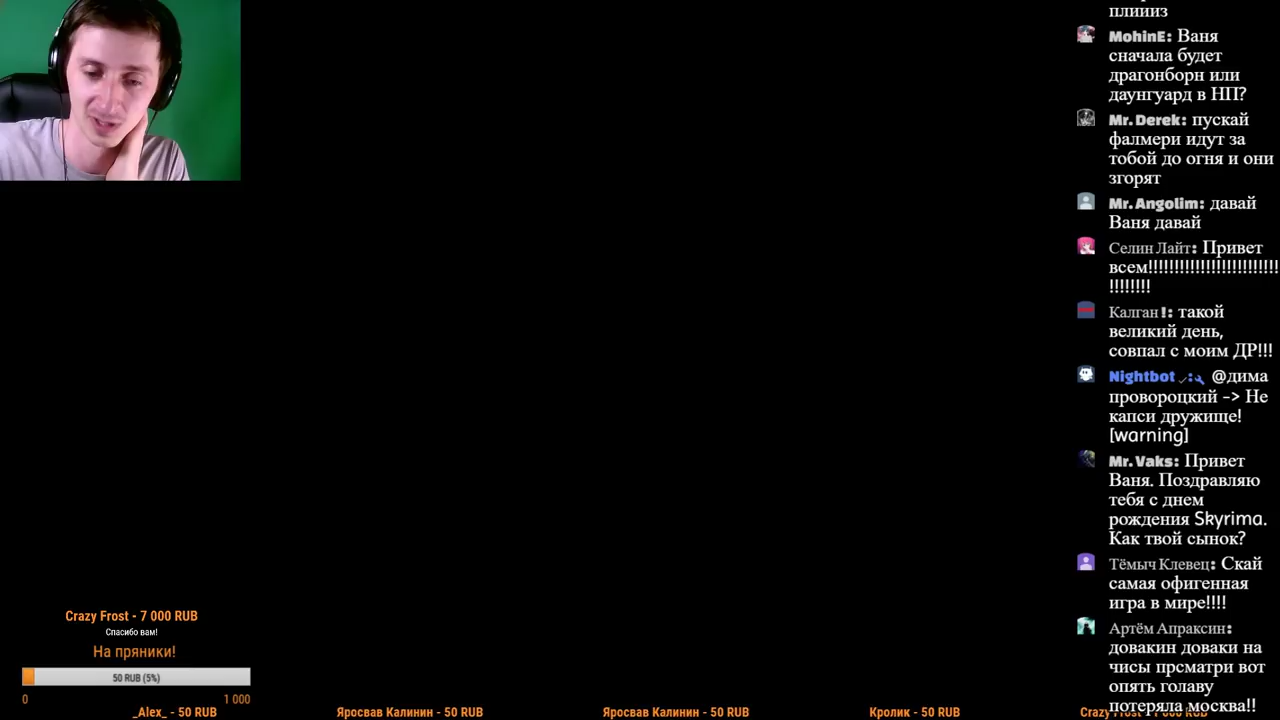 плиииз
MohinE: Ваня
сначала будет
драгонборн или
даунгуард в НП?
Mr. Derek: пускай
фалмери идут за
тобой до огня и они
згорят
Mr. Angolim: давай
Ваня давай
Селин Лайт: Привет
всем!!!!!!!!!!!!!!!!!!!!!!!!!
!!!!!!!!
Калган !: такой
великий день,
совпал с моим ДР!!!
Nightbot : @дима
провороцкий -> Не
капси дружище!
[warning]
Mr. Vaks: Привет
Ваня. Поздравляю
тебя с днем
рождения Skyrima.
Как твой сынок?
Тёмыч Клевец: Скай
самая офигенная
игра в мире!!!!
Артём Апраксин:
довакин доваки на
чисы прсматри вот
опять голаву
потеряла москва!!
Crazy Frost - 7 000 RUB
Спасибо вам!
На пряники!
50 RUB (5%)
0 1 000
_Alex_ - 50 RUB Яросвав Калинин - 50 RUB Яросвав Калинин - 50 RUB Кролик - 50 RUB